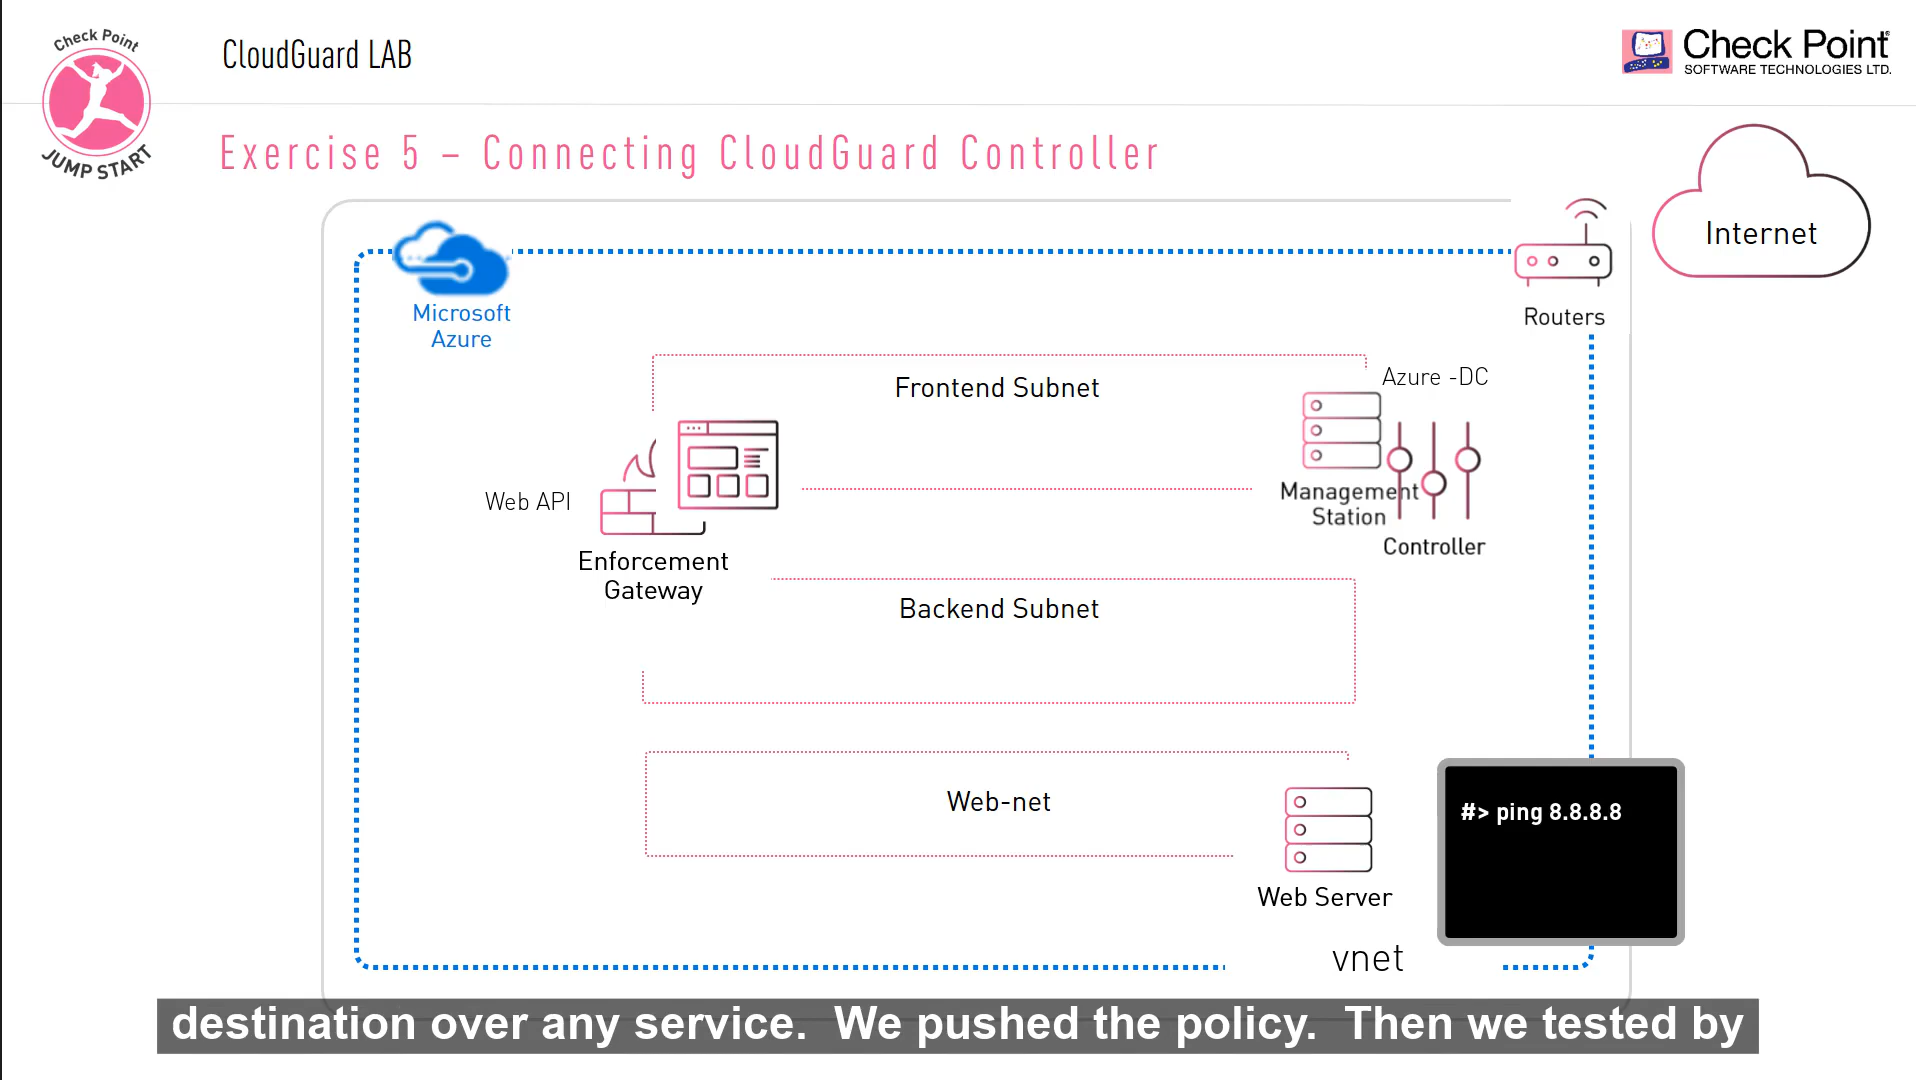 Check Point
JUMP START
CloudGuard LAB
Check Point
SOFTWARE TECHNOLOGIES LTD.
Exercise 5 – Connecting CloudGuard Controller
Internet
Microsoft
Azure
Routers
Frontend Subnet
Azure -DC
Web API
Management
Station
Controller
Enforcement
Gateway
Backend Subnet
Web-net
#> ping 8.8.8.8
Web Server
vnet
destination over any service.  We pushed the policy.  Then we tested by